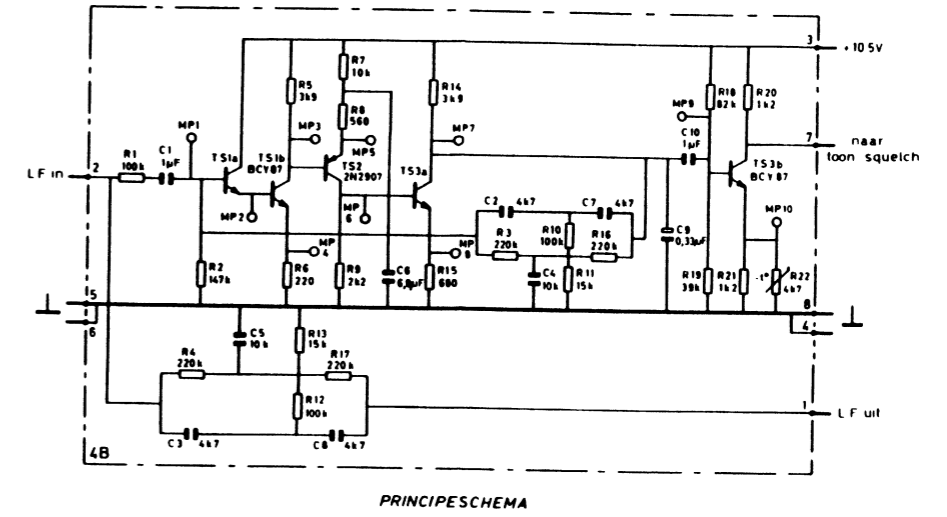 3
+10.5V
R7
10k
R5
3k9
R14
3k9
R18
82k
R20
1k2
R8
560
MP9
MP1
MP3
MP5
MP7
C10
1µF
7
naar
toon squelch
2
LF in
R1
100k
C1
1µF
TS1a
TS1b
BCY87
TS2
2N2907
TS3a
TS3b
BCY87
MP2
MP
6
C2
4k7
C7
4k7
MP10
MP
4
MP
8
R3
220k
R10
100k
R16
220k
C9
0,33µF
R2
147k
R6
220
R9
2k2
C6
6,8µF
R15
680
C4
10k
R11
15k
R19
39k
R21
1k2
-t°
R22
4k7
5
6
8
4
C5
10k
R13
15k
R4
220k
R17
220k
R12
100k
1
LF uit
C3
4k7
C8
4k7
4B
PRINCIPESCHEMA